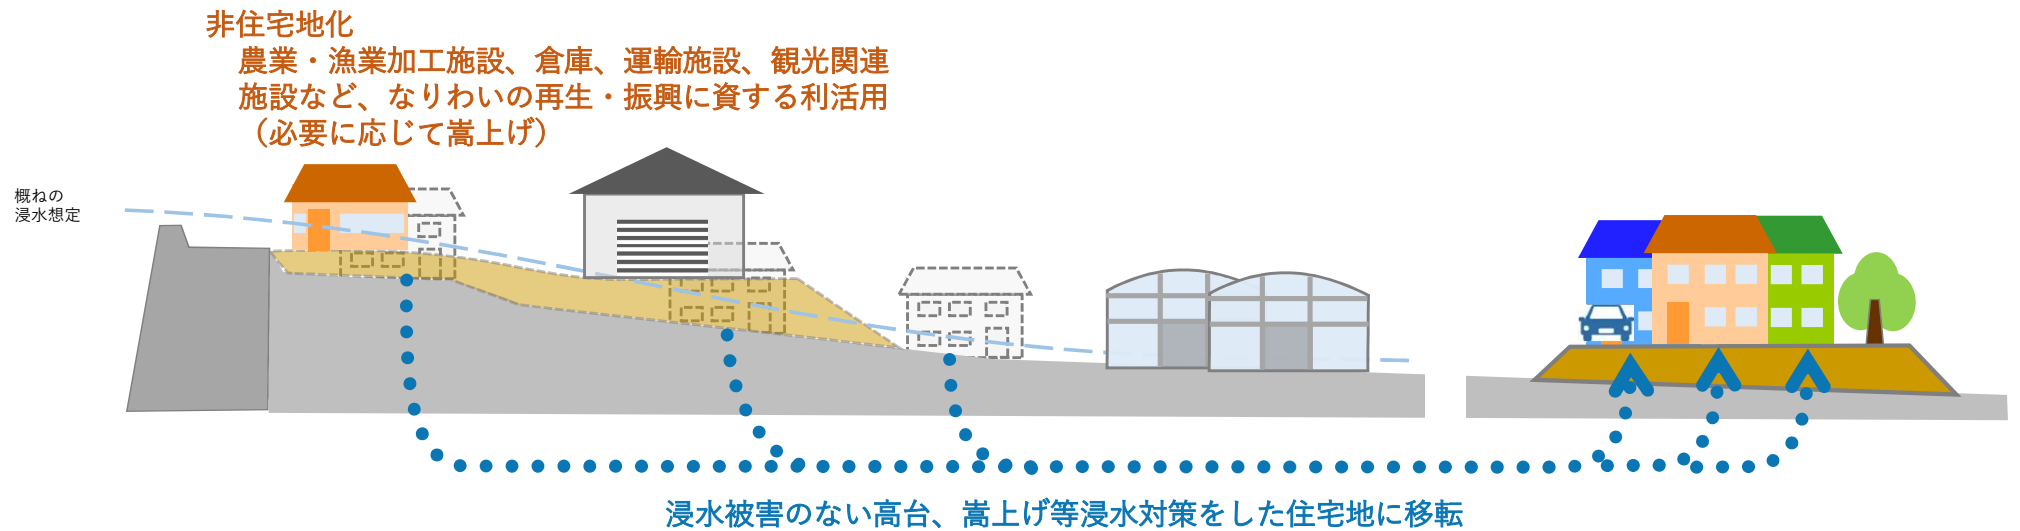 非住宅地化
農業・漁業加工施設、倉庫、運輸施設、観光関連
施設など、なりわいの再生・振興に資する利活用
（必要に応じて嵩上げ）
概ねの
浸水想定
浸水被害のない高台、嵩上げ等浸水対策をした住宅地に移転